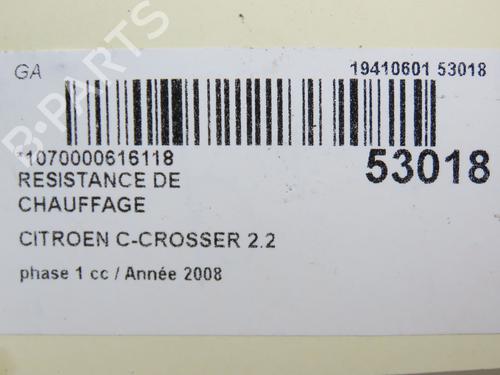 GA
19410601 53018
*1070000616118
53018
RESISTANCE DE
CHAUFFAGE
CITROEN C-CROSSER 2.2
phase 1 cc / Année 2008
B-PARTS